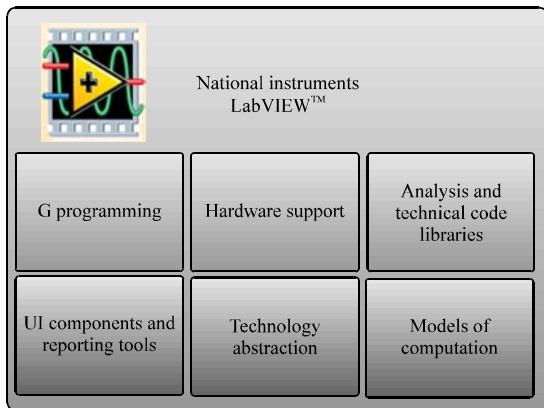 National instruments
LabVIEW™
G programming
Hardware support
Analysis and
technical code
libraries
UI components and
reporting tools
Technology
abstraction
Models of
computation